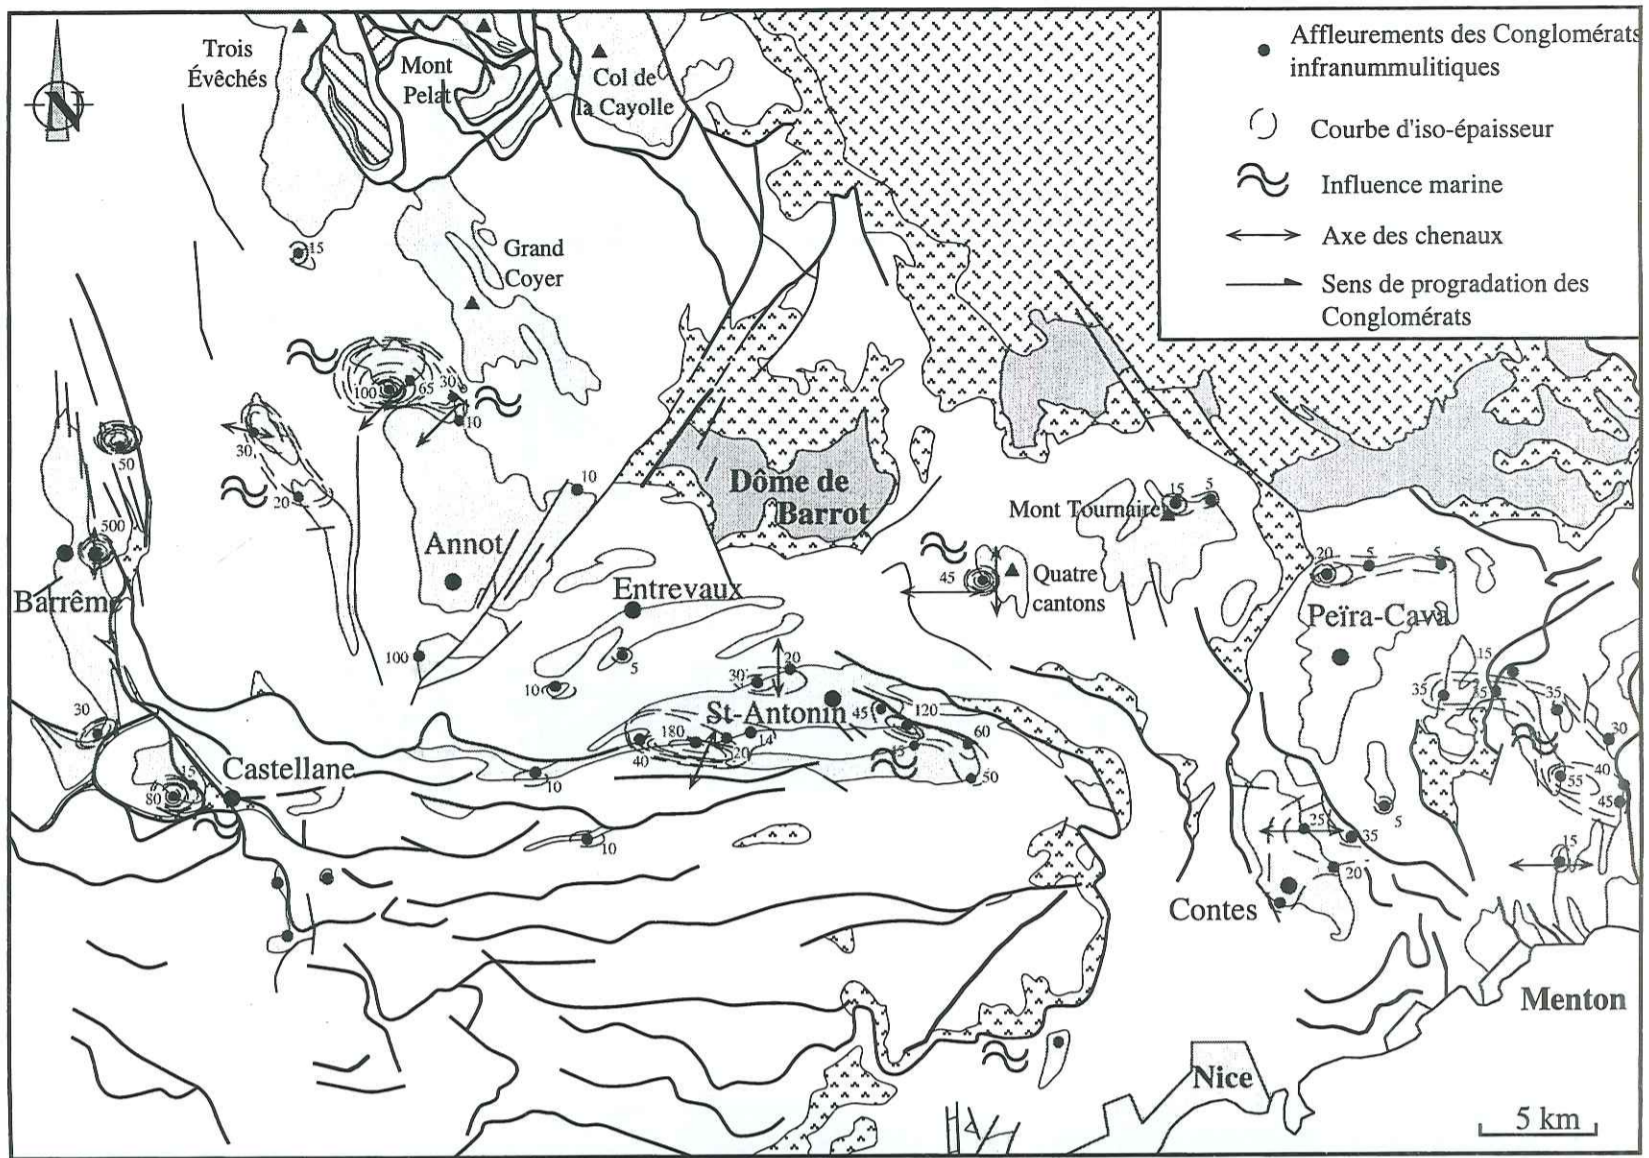 Affleurements des Conglomérats
infranummulitiques
Courbe d'iso-épaisseur
Influence marine
Axe des chenaux
Sens de progradation des
Conglomérats
N
Trois
Évêchés
Mont
Pelat
Col de
la Cayolle
15
Grand
Coyer
100
65
30
10
30
50
20
10
500
Barrême
Annot
Dôme de
Barrot
Mont Tournaire
15
5
45
Quatre
cantons
20
5
5
Peïra-Cava
Entrevaux
100
5
10
30
20
St-Antonin
45
120
180
14
20
40
15
60
50
30
Castellane
15
80
10
10
15
35
35
35
30
40
55
45
5
25
35
20
15
Contes
Menton
Nice
5 km